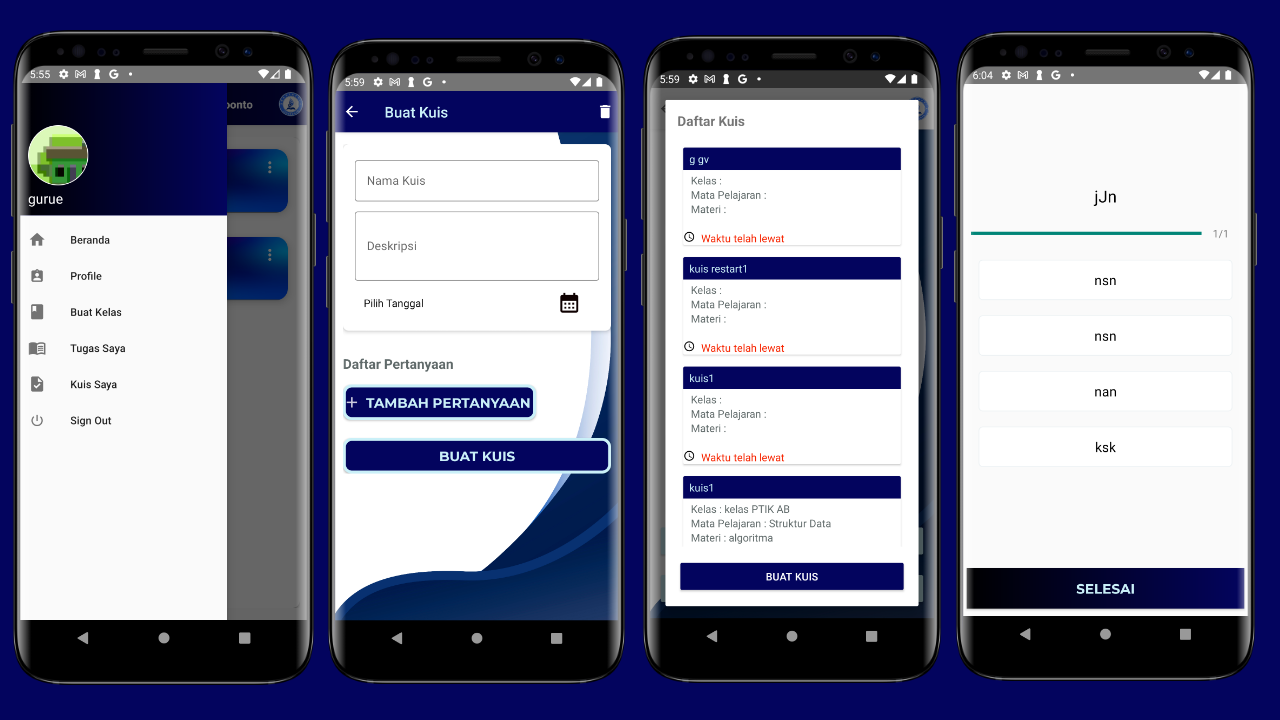 5:55
ponto
gurue
Beranda
Profile
Buat Kelas
Tugas Saya
Kuis Saya
Sign Out
5:59
Buat Kuis
Nama Kuis
Deskripsi
Pilih Tanggal
Daftar Pertanyaan
+ TAMBAH PERTANYAAN
BUAT KUIS
5:59
Daftar Kuis
g gv
Kelas :
Mata Pelajaran :
Materi :
Waktu telah lewat
kuis restart1
Kelas :
Mata Pelajaran :
Materi :
Waktu telah lewat
kuis1
Kelas :
Mata Pelajaran :
Materi :
Waktu telah lewat
kuis1
Kelas : kelas PTIK AB
Mata Pelajaran : Struktur Data
Materi : algoritma
BUAT KUIS
6:04
jJn
1/1
nsn
nsn
nan
ksk
SELESAI